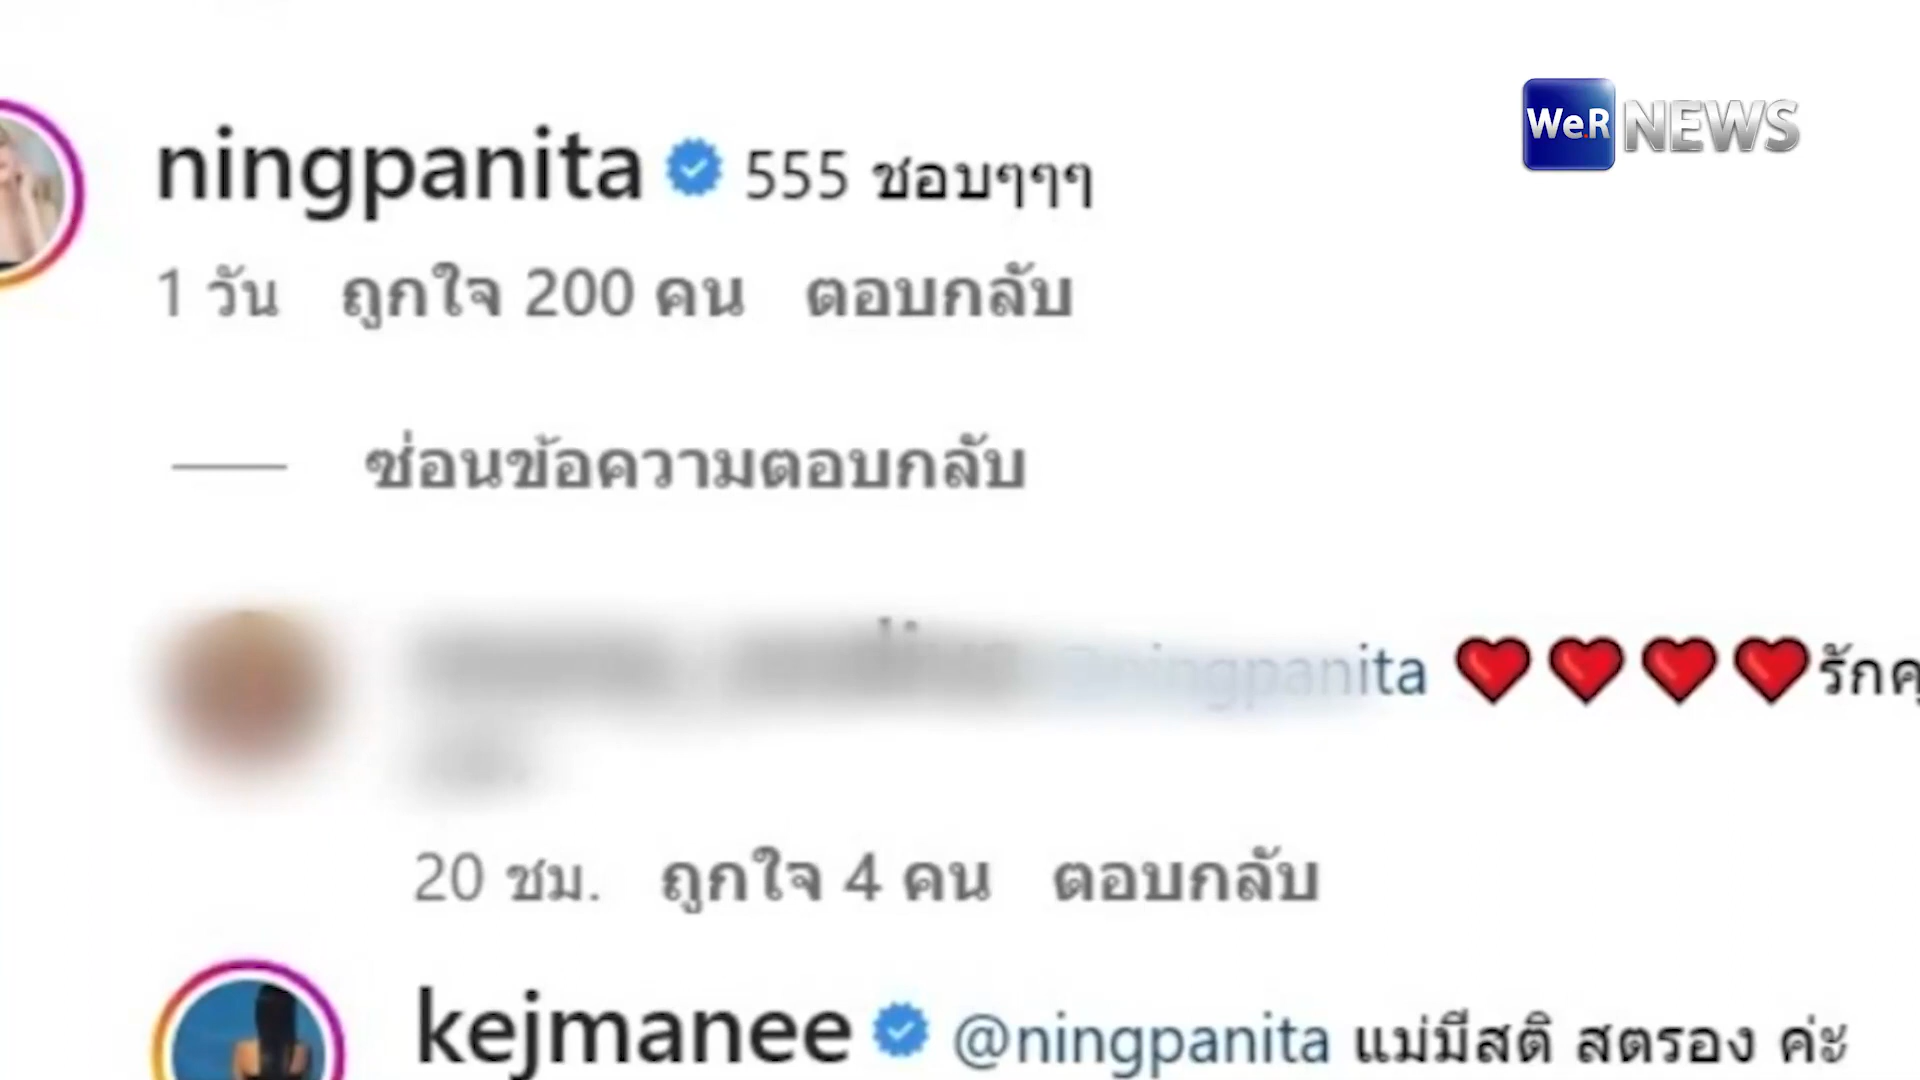 WeR NEWS
ningpanita 555 ชอบๆๆๆ
1 วัน ถูกใจ 200 คน ตอบกลับ
ซ่อนข้อความตอบกลับ
@ningpanita ❤️❤️❤️❤️รัก
20 ชม. ถูกใจ 4 คน ตอบกลับ
kejmanee @ningpanita แม่มีสติ สตรอง ค่ะ